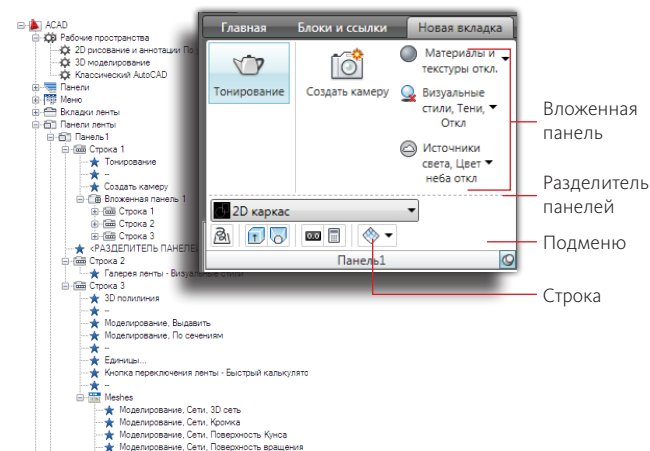 ACAD
Рабочие пространства
2D рисование и аннотации По
3D моделирование
Классический AutoCAD
Панели
Меню
Вкладки ленты
Панели ленты
Панель1
Строка 1
Тонирование
--
Создать камеру
Вложенная панель 1
Строка 1
Строка 2
Строка 3
<РАЗДЕЛИТЕЛЬ ПАНЕЛЕЙ
Строка 2
Галерея ленты - Визуальные стили
Строка 3
3D полилиния
--
Моделирование, Выдавить
Моделирование, По сечениям
--
Единицы...
Кнопка переключения ленты - Быстрый калькулято
--
Meshes
Моделирование, Сети, 3D сеть
Моделирование, Сети, Кромка
Моделирование, Сети, Поверхность Кунса
Моделирование, Сети, Поверхность вращения
Главная
Блоки и ссылки
Новая вкладка
Тонирование
Создать камеру
Материалы и
текстуры откл.
Визуальные
стили, Тени,
Откл
Источники
света, Цвет
неба откл
2D каркас
Панель1
Вложенная
панель
Разделитель
панелей
Подменю
Строка